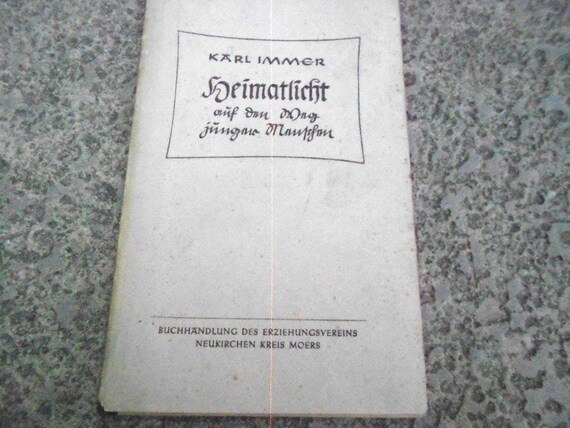 KARL IMMER
Heimatlicht
auf den Weg
junger Menschen
BUCHHANDLUNG DES ERZIEHUNGSVEREINS
NEUKIRCHEN KREIS MOERS